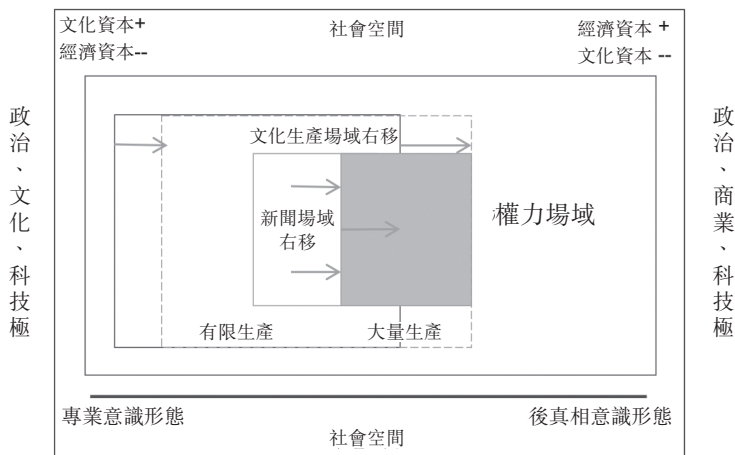 文化資本+
經濟資本--
社會空間
經濟資本 +
文化資本 --
政治、文化、科技極
政治、商業、科技極
文化生產場域右移
新聞場域
右移
權力場域
有限生產
大量生產
專業意識形態
後真相意識形態
社會空間